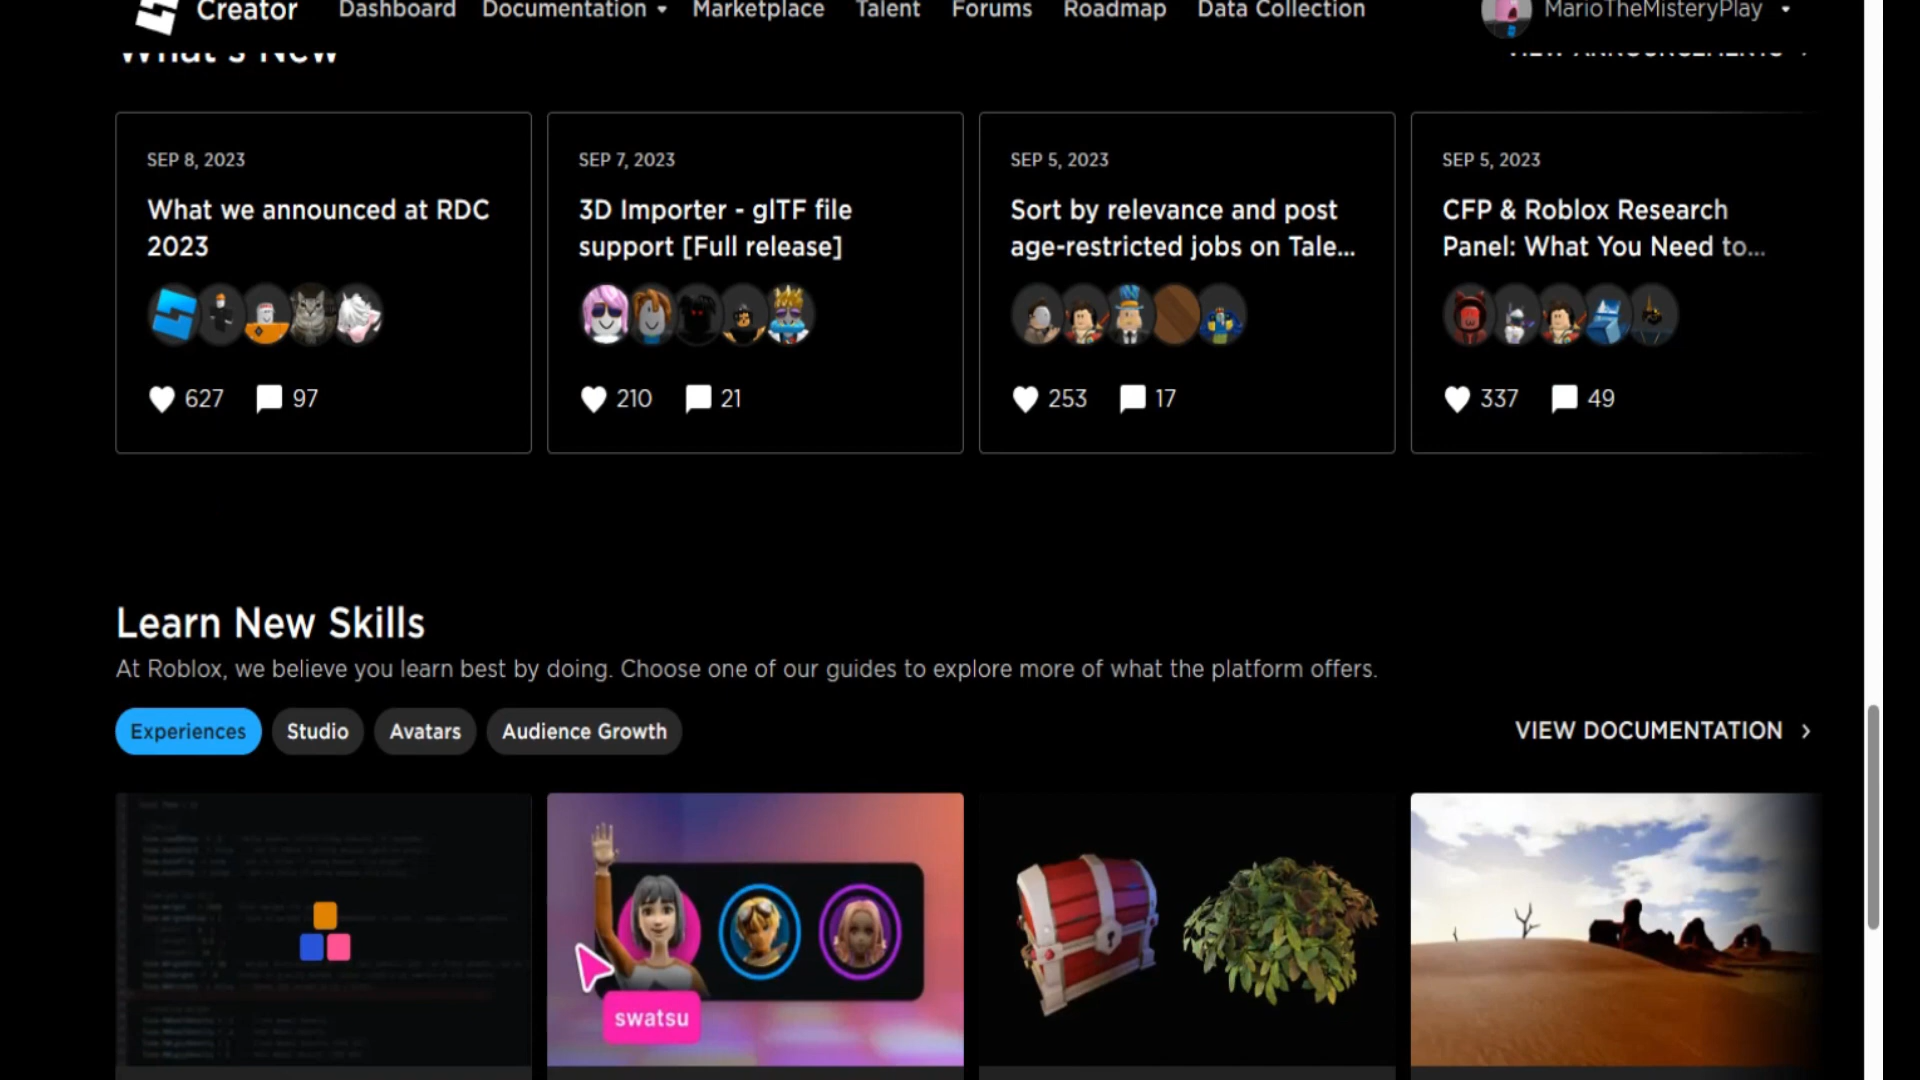 Creator
Dashboard Documentation Marketplace Talent Forums Roadmap Data Collection MarioTheMisteryPlay
What's New VIEW ANNOUNCEMENTS
SEP 8, 2023
What we announced at RDC
2023
627 97
SEP 7, 2023
3D Importer - glTF file
support [Full release]
210 21
SEP 5, 2023
Sort by relevance and post
age-restricted jobs on Tale...
253 17
SEP 5, 2023
CFP & Roblox Research
Panel: What You Need to...
337 49
Learn New Skills
At Roblox, we believe you learn best by doing. Choose one of our guides to explore more of what the platform offers.
Experiences Studio Avatars Audience Growth VIEW DOCUMENTATION
swatsu